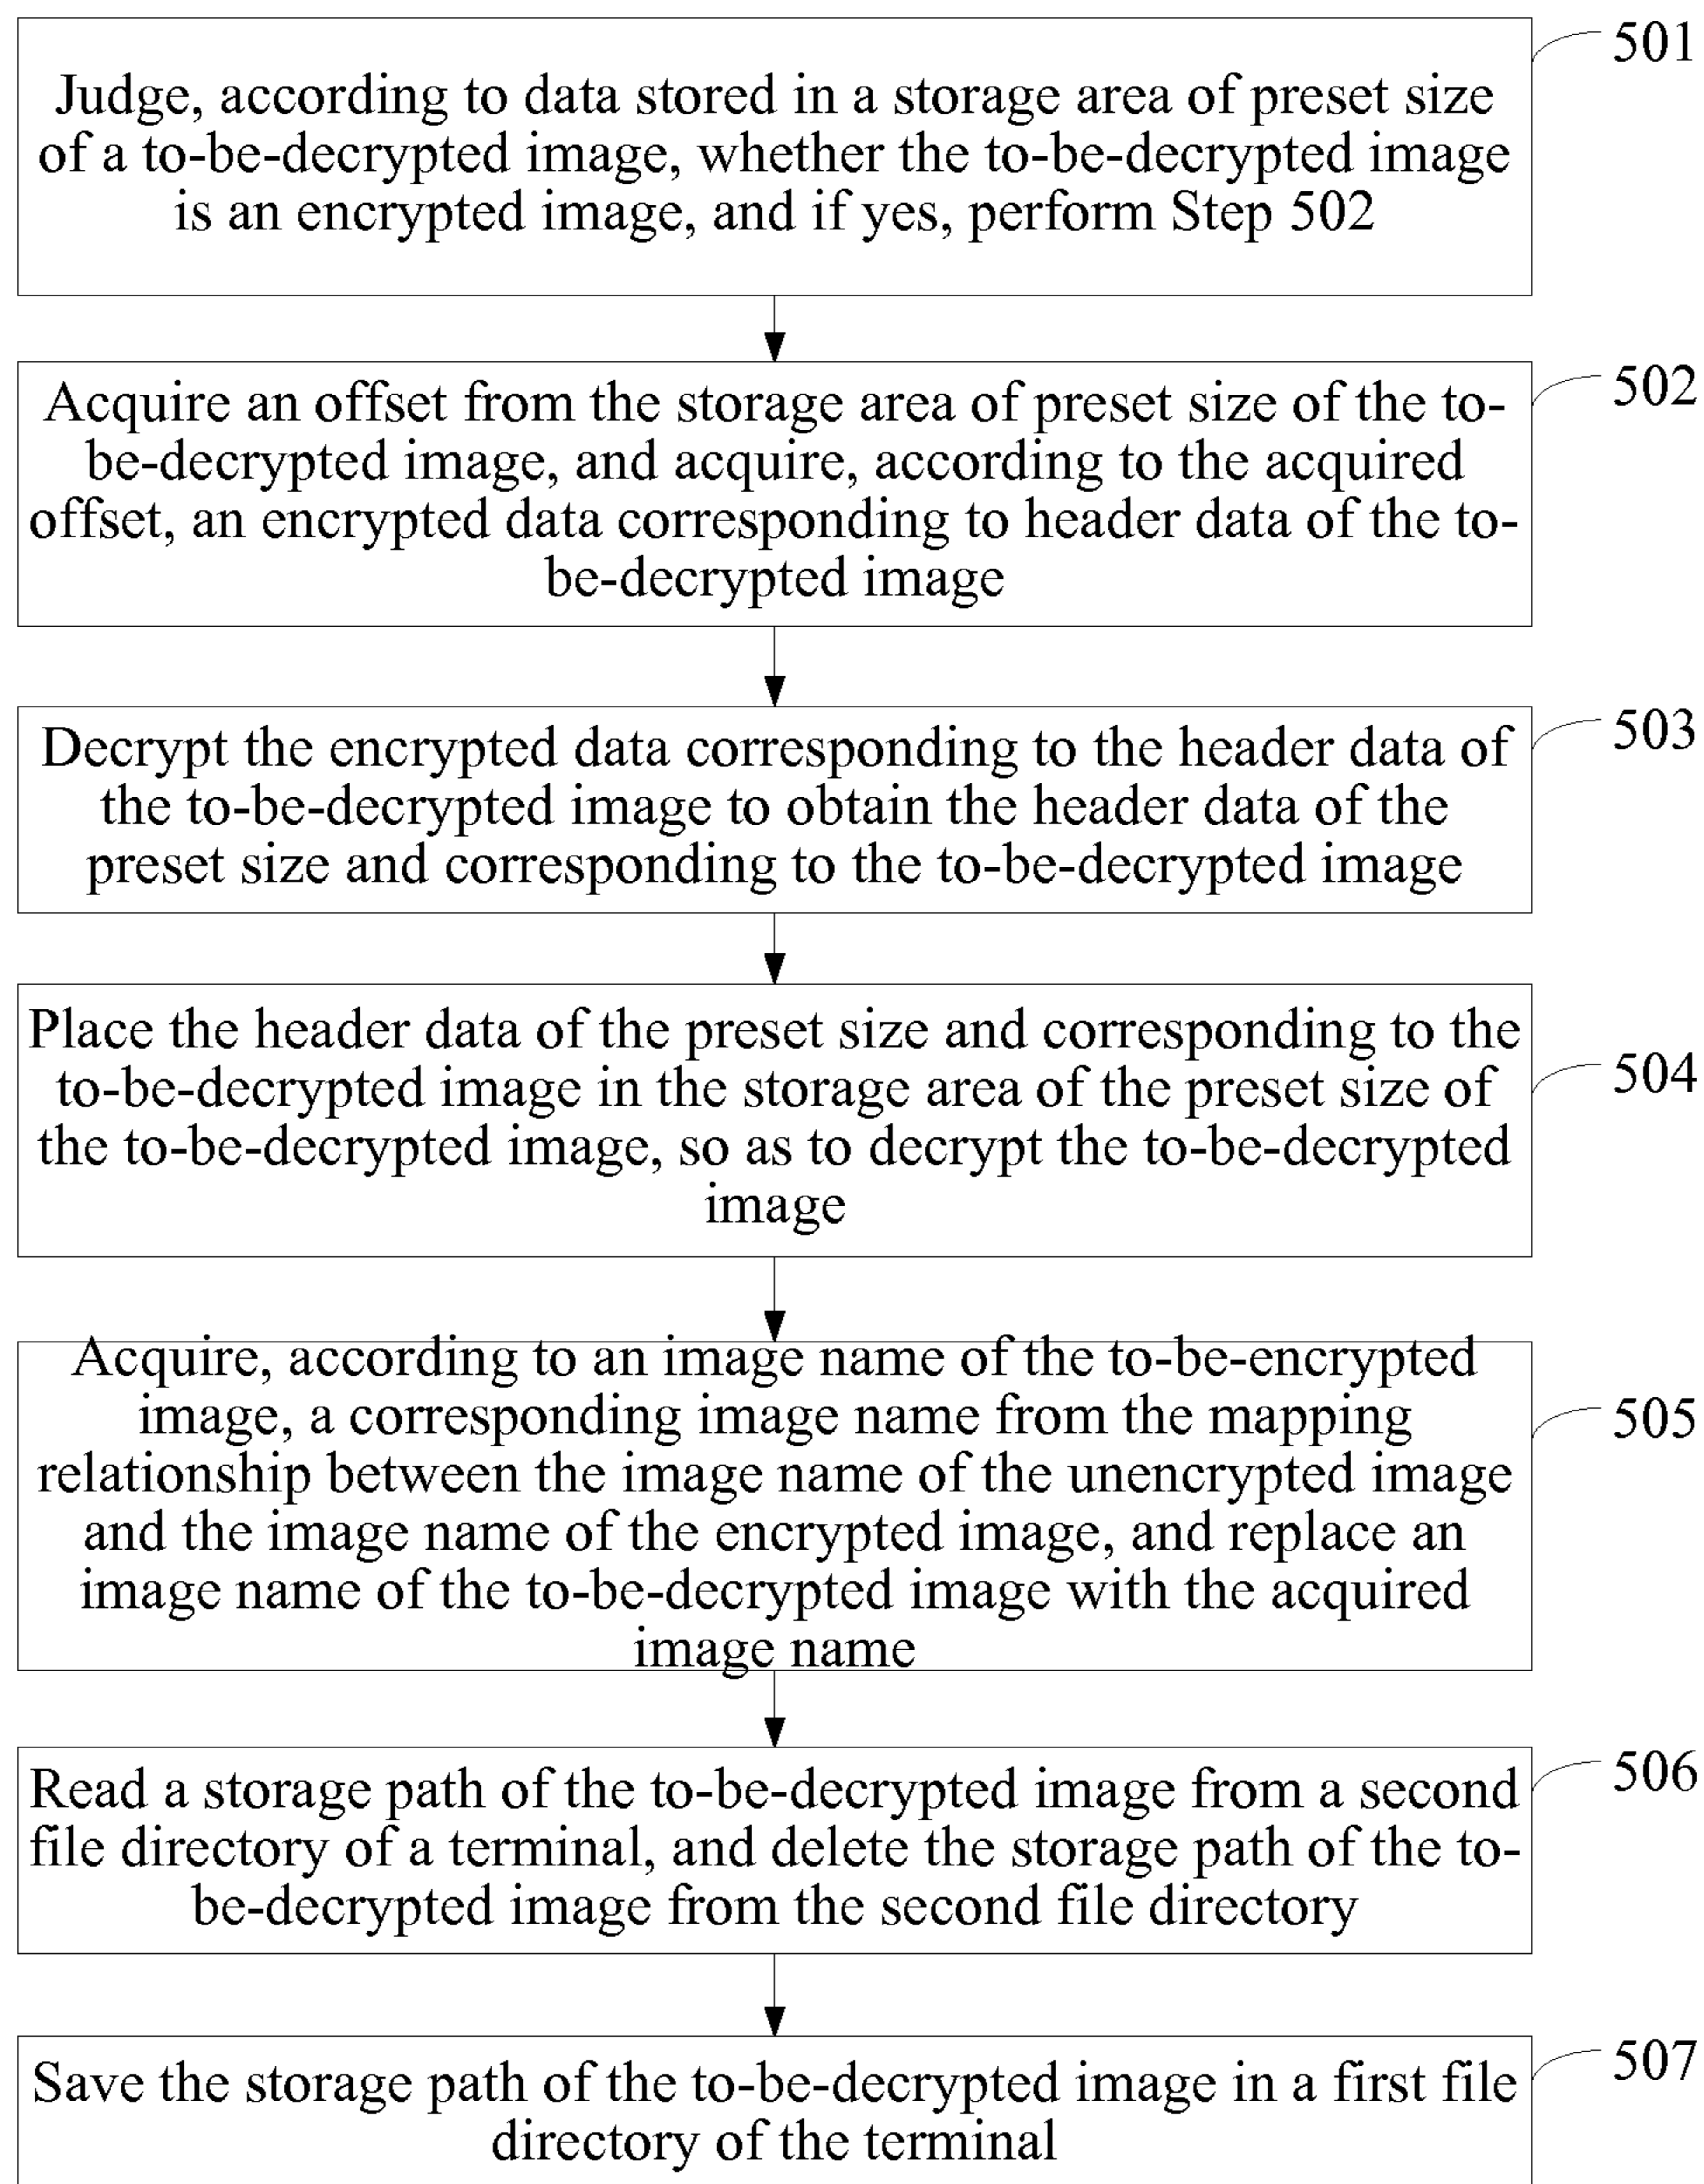 501
Judge, according to data stored in a storage area of preset size
of a to-be-decrypted image, whether the to-be-decrypted image
is an encrypted image, and if yes, perform Step 502
502
Acquire an offset from the storage area of preset size of the to-
be-decrypted image, and acquire, according to the acquired
offset, an encrypted data corresponding to header data of the to-
be-decrypted image
503
Decrypt the encrypted data corresponding to the header data of
the to-be-decrypted image to obtain the header data of the
preset size and corresponding to the to-be-decrypted image
504
Place the header data of the preset size and corresponding to the
to-be-decrypted image in the storage area of the preset size of
the to-be-decrypted image, so as to decrypt the to-be-decrypted
image
505
Acquire, according to an image name of the to-be-encrypted
image, a corresponding image name from the mapping
relationship between the image name of the unencrypted image
and the image name of the encrypted image, and replace an
image name of the to-be-decrypted image with the acquired
image name
506
Read a storage path of the to-be-decrypted image from a second
file directory of a terminal, and delete the storage path of the to-
be-decrypted image from the second file directory
507
Save the storage path of the to-be-decrypted image in a first file
directory of the terminal